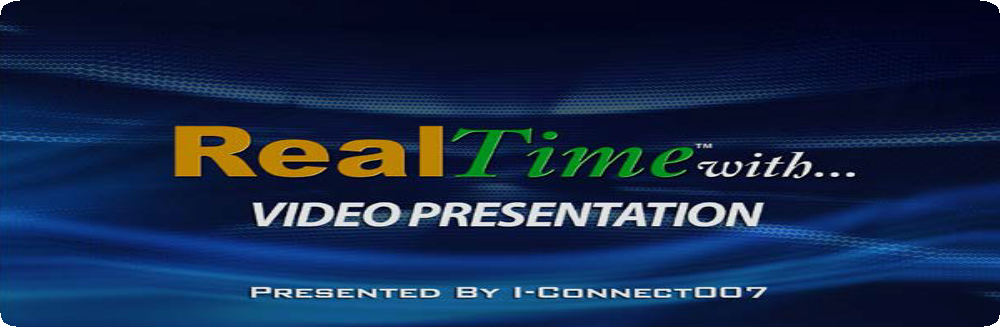 RealTime™with...
VIDEO PRESENTATION
PRESENTED BY I-CONNECT007